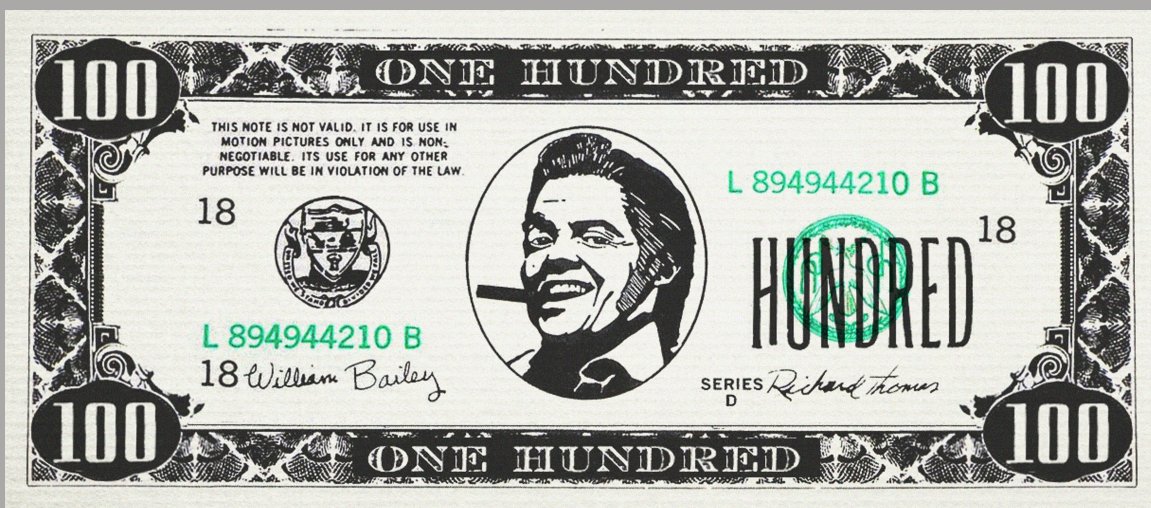 100 ONE HUNDRED 100
THIS NOTE IS NOT VALID. IT IS FOR USE IN
MOTION PICTURES ONLY AND IS NON-
NEGOTIABLE. ITS USE FOR ANY OTHER
PURPOSE WILL BE IN VIOLATION OF THE LAW.
L 894944210 B
18
18
HUNDRED
L 894944210 B
18 William Bailey
SERIES Richard Thomas
D
100 ONE HUNDRED 100